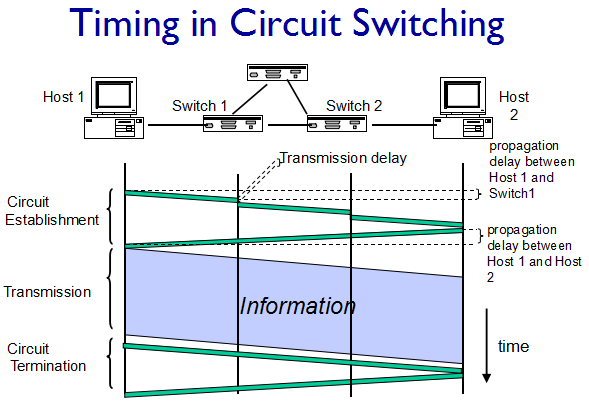 Timing in Circuit Switching
Host 1
Switch 1
Switch 2
Host
2
Transmission delay
propagation
delay between
Host 1 and
Switch1
Circuit
Establishment
propagation
delay between
Host 1 and Host
2
Transmission
Information
Circuit
Termination
time